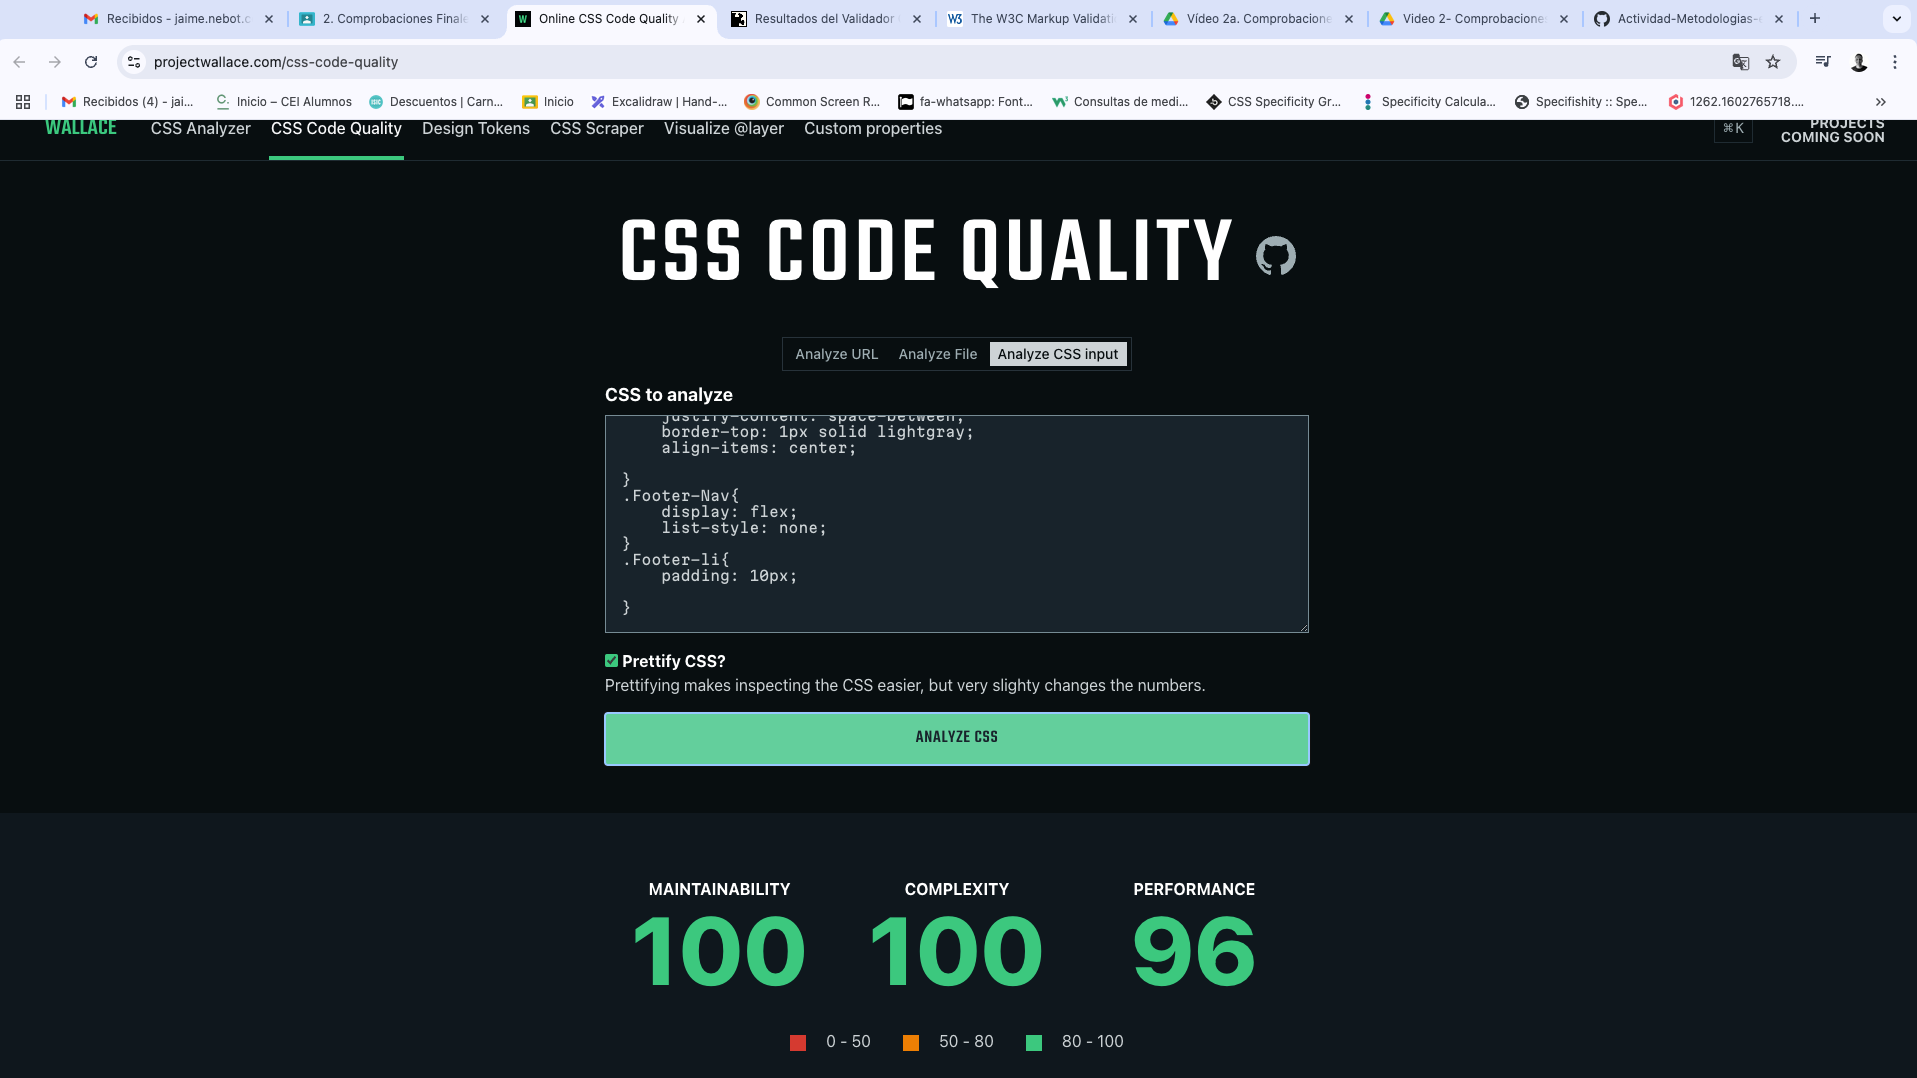 Recibidos - jaime.nebot.c
2. Comprobaciones Finale
Online CSS Code Quality
Resultados del Validador
The W3C Markup Validati
Vídeo 2a. Comprobacione
Video 2- Comprobaciones
Actividad-Metodologias-
projectwallace.com/css-code-quality
Recibidos (4) - jai...
Inicio – CEI Alumnos
Descuentos | Carn...
Inicio
Excalidraw | Hand-...
Common Screen R...
fa-whatsapp: Font...
Consultas de medi...
CSS Specificity Gr...
Specificity Calcula...
Specifishity :: Spe...
1262.1602765718....
WALLACE
CSS Analyzer
CSS Code Quality
Design Tokens
CSS Scraper
Visualize @layer
Custom properties
⌘K
PROJECTS
COMING SOON
CSS CODE QUALITY
Analyze URL
Analyze File
Analyze CSS input
CSS to analyze
justify-content: space-between;
border-top: 1px solid lightgray;
align-items: center;
}
.Footer-Nav{
display: flex;
list-style: none;
}
.Footer-li{
padding: 10px;
}
Prettify CSS?
Prettifying makes inspecting the CSS easier, but very slighty changes the numbers.
ANALYZE CSS
MAINTAINABILITY
100
COMPLEXITY
100
PERFORMANCE
96
0 - 50
50 - 80
80 - 100